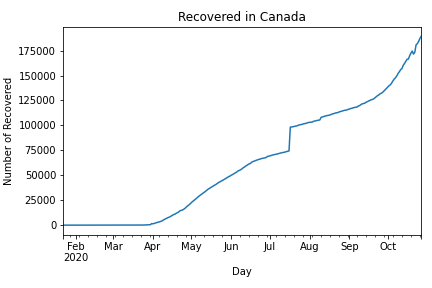 Recovered in Canada
Number of Recovered
175000
150000
125000
100000
75000
50000
25000
0
Feb Mar Apr May Jun Jul Aug Sep Oct
2020
Day